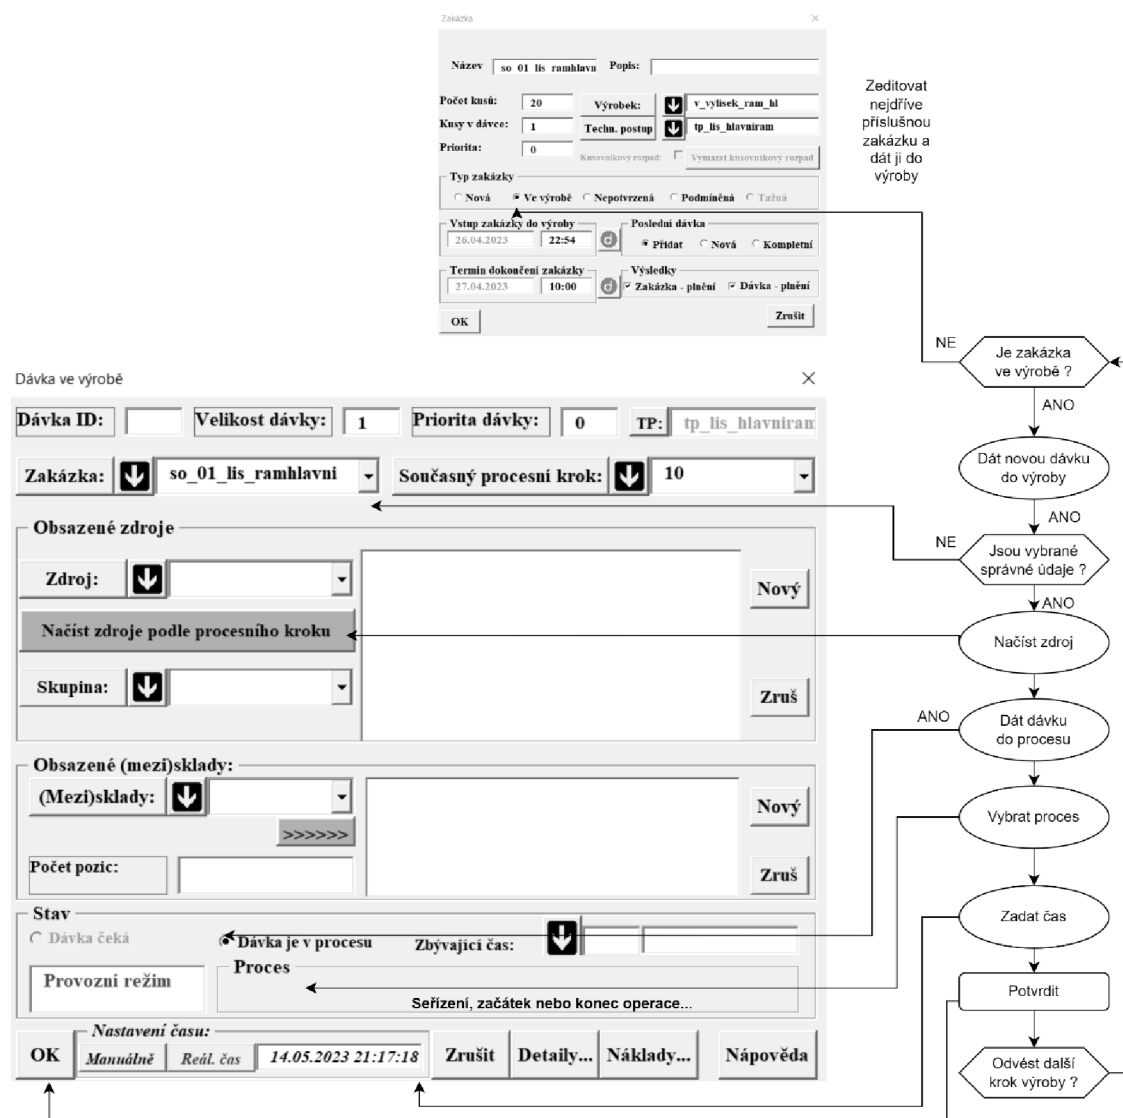 Zakázka
Název so_01_lis_ramhlavn Popis:
Počet kusů: 20 Výrobek: v_vylisek_ram_hl
Kusy v dávce: 1 Techn. postup tp_lis_hlavniram
Priorita: 0 Kusovníkový rozpad: Vymazat kusovníkový rozpad
Typ zakázky
Nová Ve výrobě Nepotvrzená Podmíněná Tažná
Vstup zakázky do výroby Poslední dávka
26.04.2023 22:54 d Přidat Nová Kompletní
Termín dokončení zakázky Výsledky
27.04.2023 10:00 d Zakázka - plnění Dávka - plnění
OK Zrušit
Zeditovat
nejdříve
příslušnou
zakázku a
dát ji do
výroby
Dávka ve výrobě
Dávka ID: Velikost dávky: 1 Priorita dávky: 0 TP: tp_lis_hlavniram
Zakázka: so_01_lis_ramhlavni Současný procesní krok: 10
Obsazené zdroje
Zdroj: Nový
Načíst zdroje podle procesního kroku
Skupina: Zruš
Obsazené (mezi)sklady:
(Mezi)sklady: Nový
>>>>>>
Počet pozic: Zruš
Stav
Dávka čeká Dávka je v procesu Zbývající čas:
Provozní režim Proces
Seřízení, začátek nebo konec operace...
Nastavení času:
OK Manuálně Reál. čas 14.05.2023 21:17:18 Zrušit Detaily... Náklady... Nápověda
NE
Je zakázka
ve výrobě ?
ANO
Dát novou dávku
do výroby
ANO
NE
Jsou vybrané
správné údaje ?
ANO
Načíst zdroj
ANO
Dát dávku
do procesu
Vybrat proces
Zadat čas
Potvrdit
Odvést další
krok výroby ?